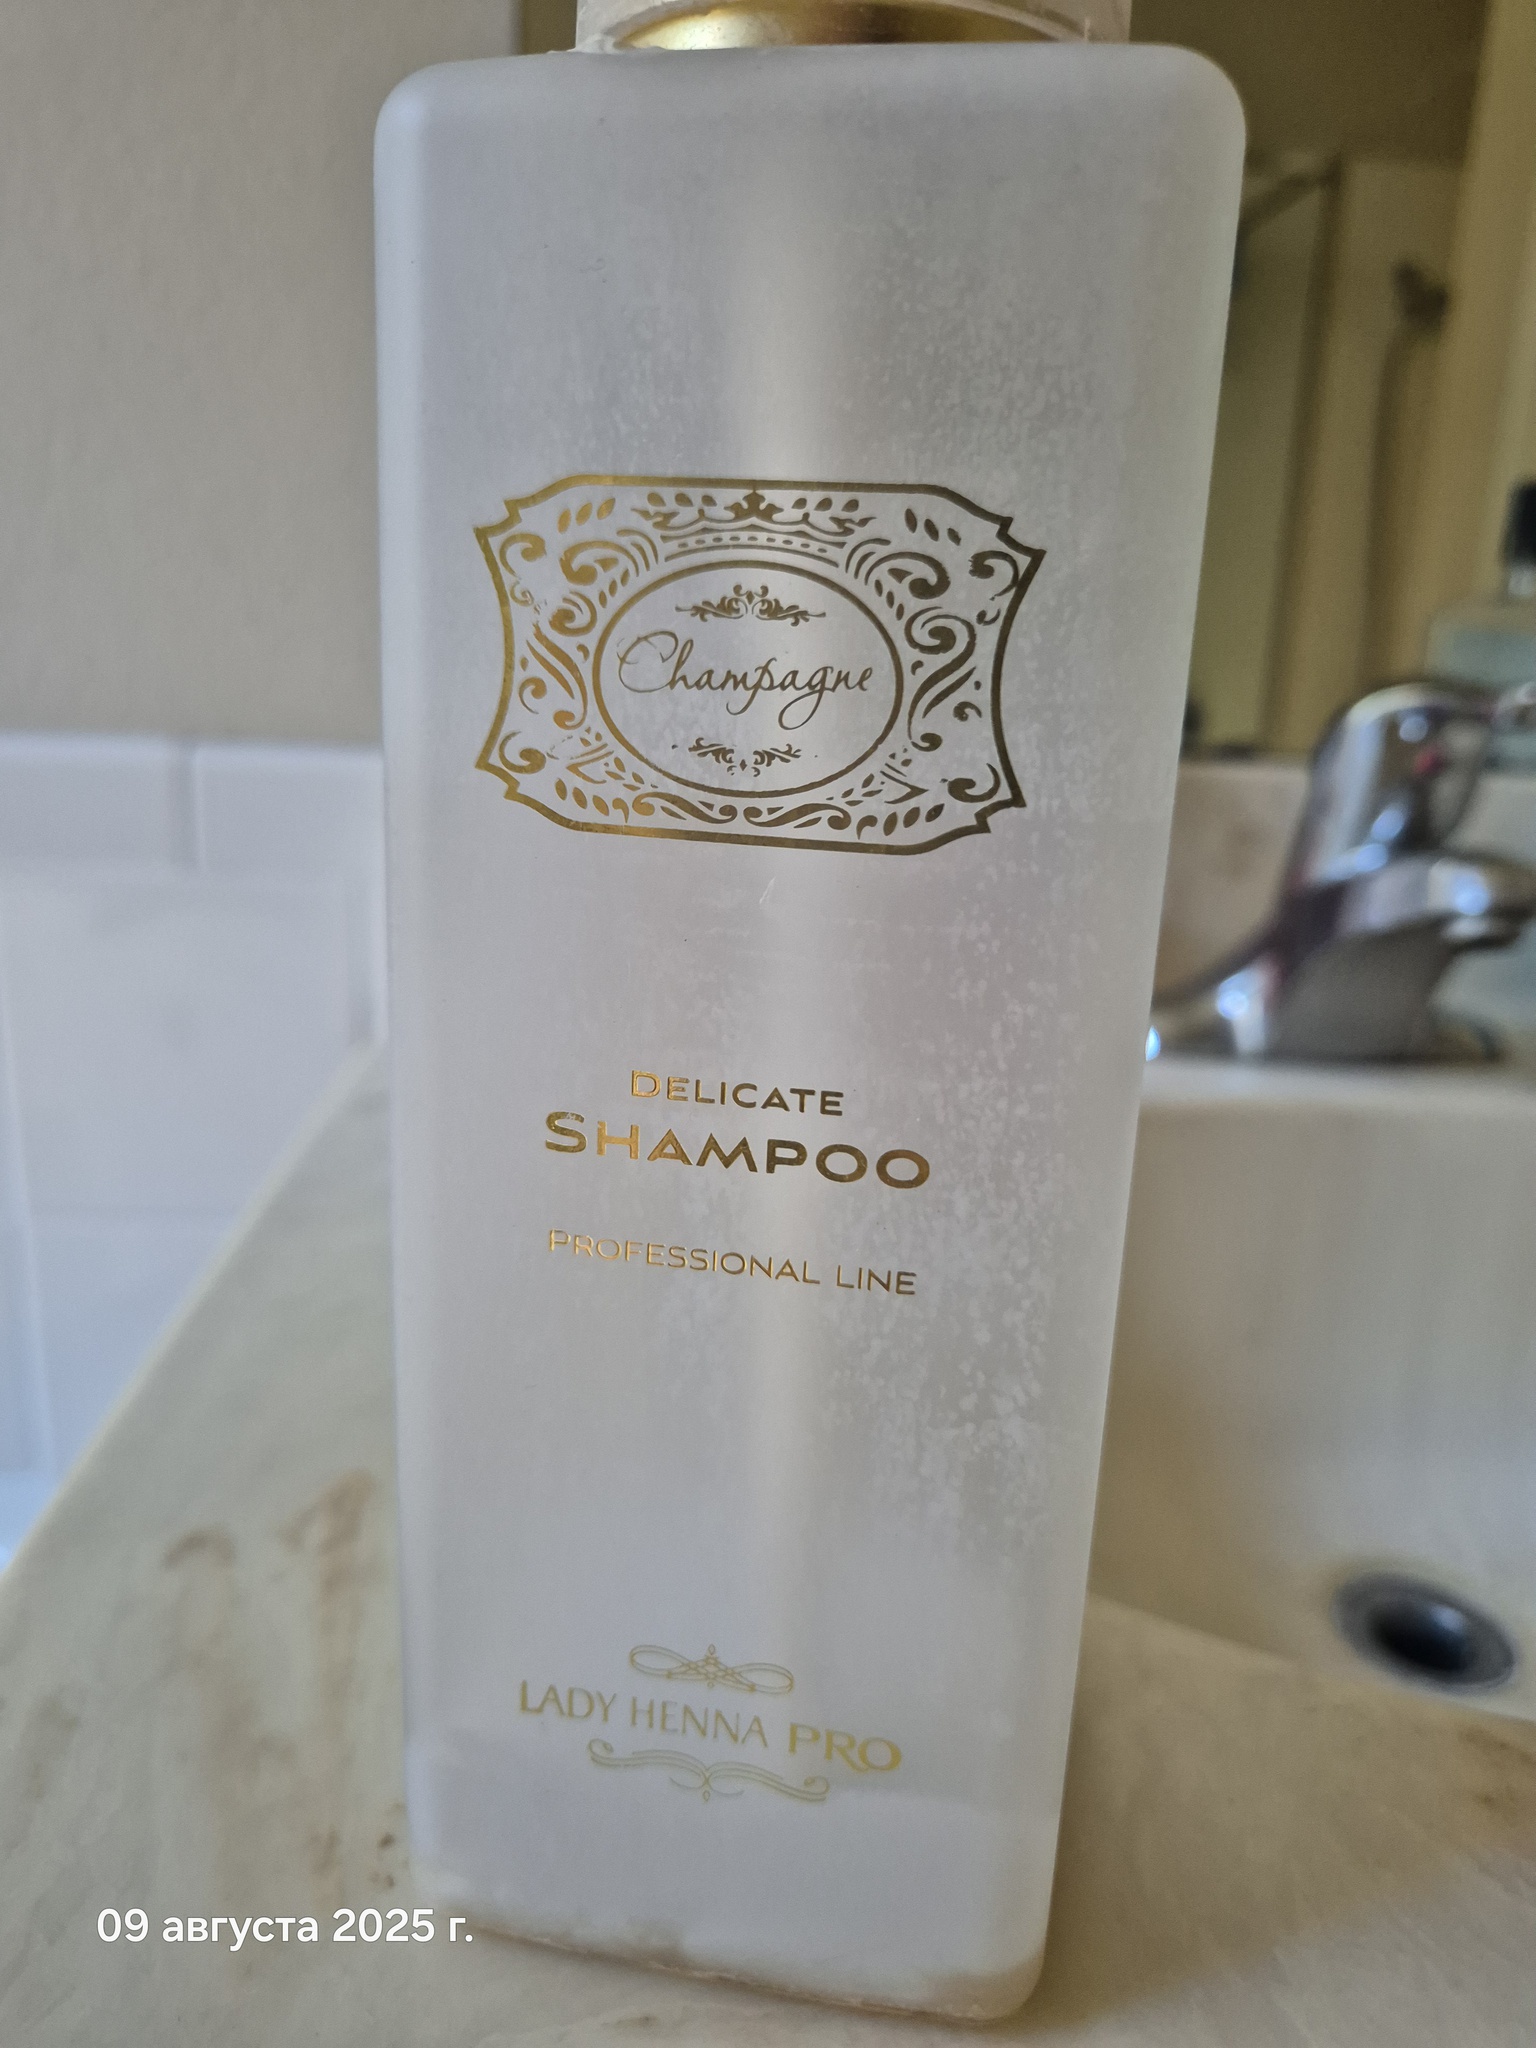 Champagne
DELICATE
SHAMPOO
PROFESSIONAL LINE
LADY HENNA PRO
09 августа 2025 г.